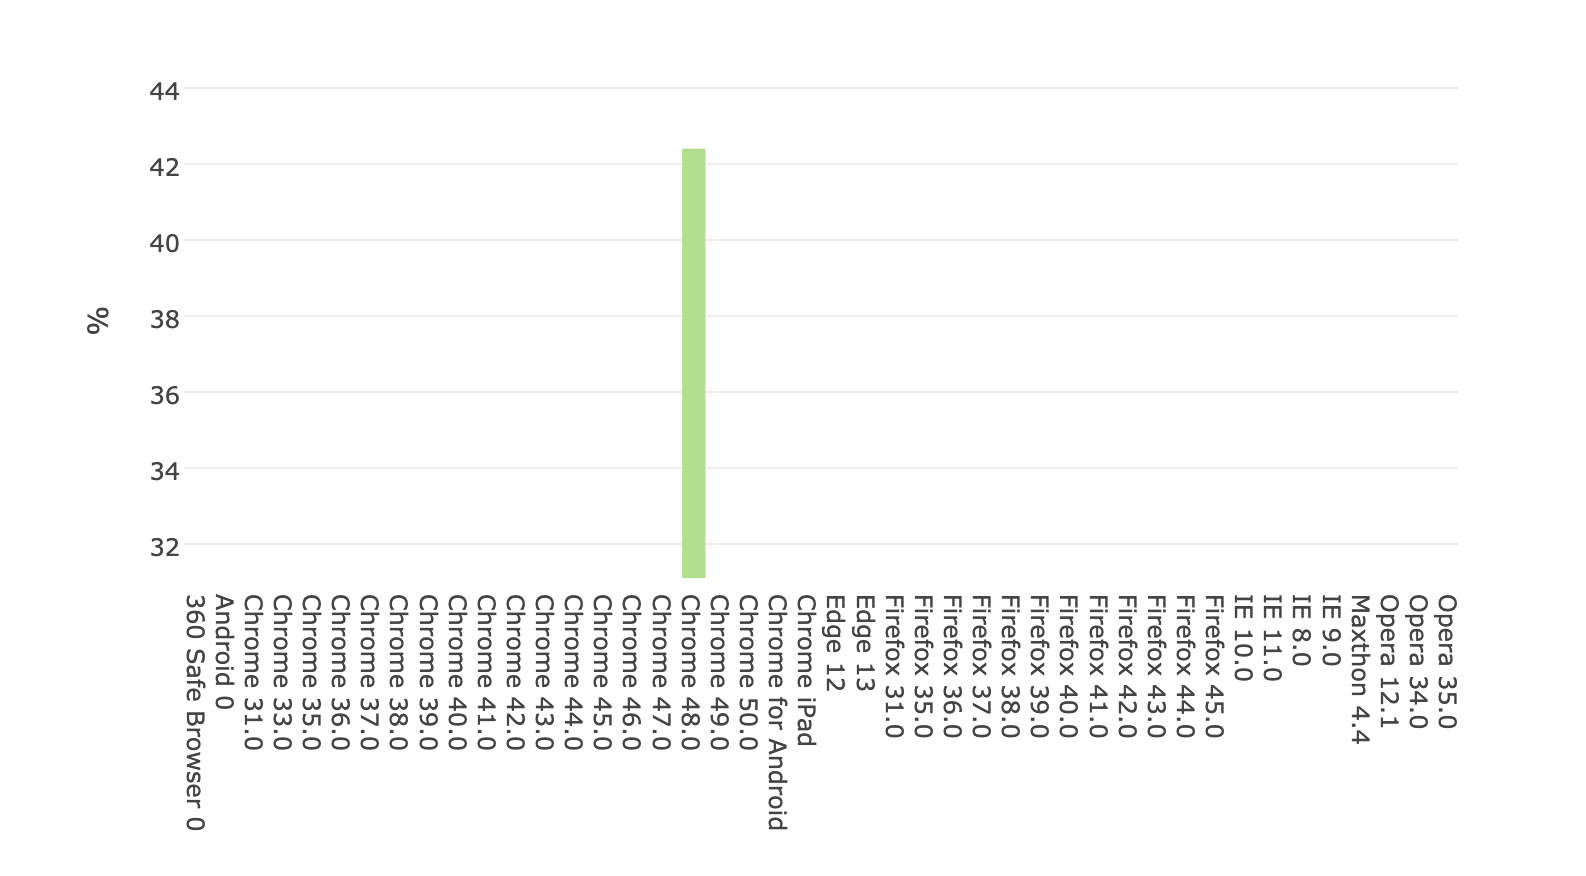 44
42
40
38
36
34
32
%
360 Safe Browser 0
Android 0
Chrome 31.0
Chrome 33.0
Chrome 35.0
Chrome 36.0
Chrome 37.0
Chrome 38.0
Chrome 39.0
Chrome 40.0
Chrome 41.0
Chrome 42.0
Chrome 43.0
Chrome 44.0
Chrome 45.0
Chrome 46.0
Chrome 47.0
Chrome 48.0
Chrome 49.0
Chrome 50.0
Chrome for Android
Chrome iPad
Edge 12
Edge 13
Firefox 31.0
Firefox 35.0
Firefox 36.0
Firefox 37.0
Firefox 38.0
Firefox 39.0
Firefox 40.0
Firefox 41.0
Firefox 42.0
Firefox 43.0
Firefox 44.0
Firefox 45.0
IE 10.0
IE 11.0
IE 8.0
IE 9.0
Maxthon 4.4
Opera 12.1
Opera 34.0
Opera 35.0